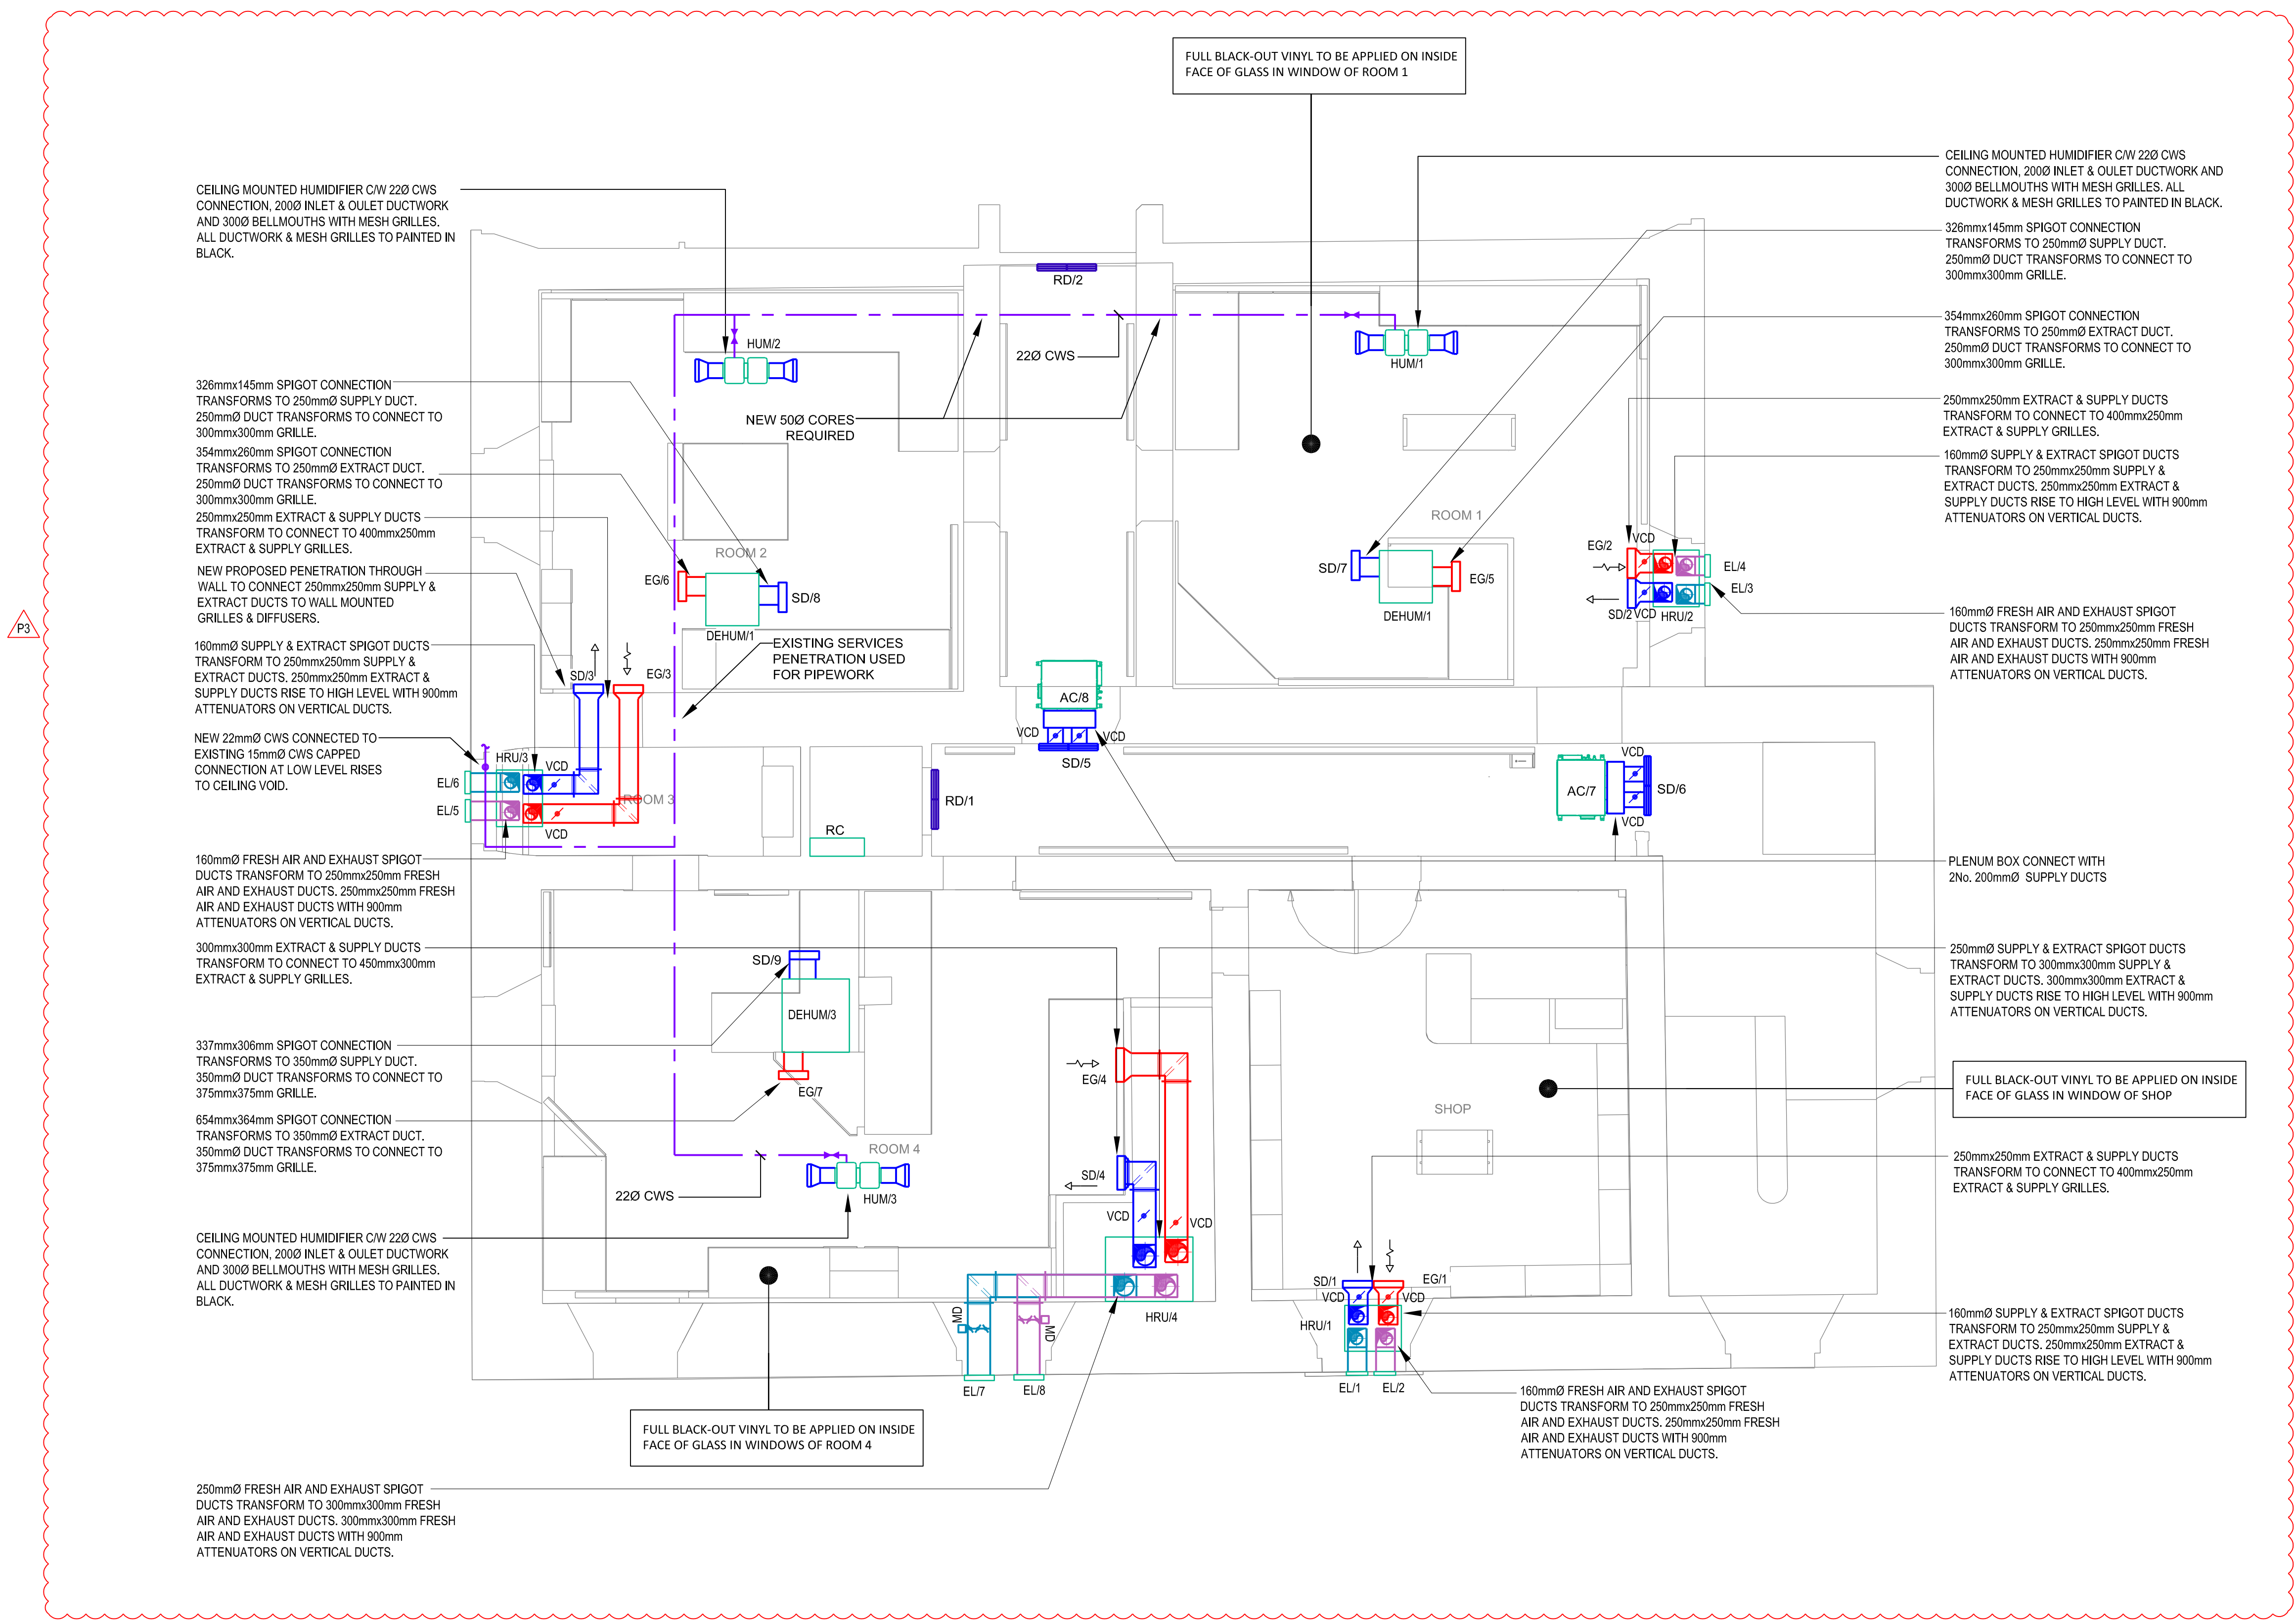 FULL BLACK-OUT VINYL TO BE APPLIED ON INSIDE
FACE OF GLASS IN WINDOW OF ROOM 1
CEILING MOUNTED HUMIDIFIER C/W 22Ø CWS
CONNECTION, 200Ø INLET & OULET DUCTWORK
AND 300Ø BELLMOUTHS WITH MESH GRILLES.
ALL DUCTWORK & MESH GRILLES TO PAINTED IN
BLACK.
326mmx145mm SPIGOT CONNECTION
TRANSFORMS TO 250mmØ SUPPLY DUCT.
250mmØ DUCT TRANSFORMS TO CONNECT TO
300mmx300mm GRILLE.
354mmx260mm SPIGOT CONNECTION
TRANSFORMS TO 250mmØ EXTRACT DUCT.
250mmØ DUCT TRANSFORMS TO CONNECT TO
300mmx300mm GRILLE.
250mmx250mm EXTRACT & SUPPLY DUCTS
TRANSFORM TO CONNECT TO 400mmx250mm
EXTRACT & SUPPLY GRILLES.
NEW PROPOSED PENETRATION THROUGH
WALL TO CONNECT 250mmx250mm SUPPLY &
EXTRACT DUCTS TO WALL MOUNTED
GRILLES & DIFFUSERS.
P3
160mmØ SUPPLY & EXTRACT SPIGOT DUCTS
TRANSFORM TO 250mmx250mm SUPPLY &
EXTRACT DUCTS. 250mmx250mm EXTRACT &
SUPPLY DUCTS RISE TO HIGH LEVEL WITH 900mm
ATTENUATORS ON VERTICAL DUCTS.
NEW 22mmØ CWS CONNECTED TO
EXISTING 15mmØ CWS CAPPED
CONNECTION AT LOW LEVEL RISES
TO CEILING VOID.
160mmØ FRESH AIR AND EXHAUST SPIGOT
DUCTS TRANSFORM TO 250mmx250mm FRESH
AIR AND EXHAUST DUCTS. 250mmx250mm FRESH
AIR AND EXHAUST DUCTS WITH 900mm
ATTENUATORS ON VERTICAL DUCTS.
300mmx300mm EXTRACT & SUPPLY DUCTS
TRANSFORM TO CONNECT TO 450mmx300mm
EXTRACT & SUPPLY GRILLES.
337mmx306mm SPIGOT CONNECTION
TRANSFORMS TO 350mmØ SUPPLY DUCT.
350mmØ DUCT TRANSFORMS TO CONNECT TO
375mmx375mm GRILLE.
654mmx364mm SPIGOT CONNECTION
TRANSFORMS TO 350mmØ EXTRACT DUCT.
350mmØ DUCT TRANSFORMS TO CONNECT TO
375mmx375mm GRILLE.
CEILING MOUNTED HUMIDIFIER C/W 22Ø CWS
CONNECTION, 200Ø INLET & OULET DUCTWORK
AND 300Ø BELLMOUTHS WITH MESH GRILLES.
ALL DUCTWORK & MESH GRILLES TO PAINTED IN
BLACK.
250mmØ FRESH AIR AND EXHAUST SPIGOT
DUCTS TRANSFORM TO 300mmx300mm FRESH
AIR AND EXHAUST DUCTS. 300mmx300mm FRESH
AIR AND EXHAUST DUCTS WITH 900mm
ATTENUATORS ON VERTICAL DUCTS.
RD/2
HUM/2
22Ø CWS
HUM/1
NEW 50Ø CORES
REQUIRED
ROOM 1
ROOM 2
EG/6
SD/8
DEHUM/1
SD/7
EG/5
DEHUM/1
EG/2
VCD
EL/4
EL/3
SD/2
VCD
HRU/2
EXISTING SERVICES
PENETRATION USED
FOR PIPEWORK
SD/3
EG/3
AC/8
VCD
VCD
SD/5
HRU/3
VCD
EL/6
EL/5
ROOM 3
VCD
RC
RD/1
VCD
AC/7
SD/6
VCD
SD/9
DEHUM/3
EG/7
ROOM 4
22Ø CWS
HUM/3
EG/4
SD/4
VCD
VCD
SHOP
MD
MD
HRU/4
EL/7
EL/8
SD/1
EG/1
VCD
VCD
HRU/1
EL/1
EL/2
FULL BLACK-OUT VINYL TO BE APPLIED ON INSIDE
FACE OF GLASS IN WINDOWS OF ROOM 4
CEILING MOUNTED HUMIDIFIER C/W 22Ø CWS
CONNECTION, 200Ø INLET & OULET DUCTWORK AND
300Ø BELLMOUTHS WITH MESH GRILLES. ALL
DUCTWORK & MESH GRILLES TO PAINTED IN BLACK.
326mmx145mm SPIGOT CONNECTION
TRANSFORMS TO 250mmØ SUPPLY DUCT.
250mmØ DUCT TRANSFORMS TO CONNECT TO
300mmx300mm GRILLE.
354mmx260mm SPIGOT CONNECTION
TRANSFORMS TO 250mmØ EXTRACT DUCT.
250mmØ DUCT TRANSFORMS TO CONNECT TO
300mmx300mm GRILLE.
250mmx250mm EXTRACT & SUPPLY DUCTS
TRANSFORM TO CONNECT TO 400mmx250mm
EXTRACT & SUPPLY GRILLES.
160mmØ SUPPLY & EXTRACT SPIGOT DUCTS
TRANSFORM TO 250mmx250mm SUPPLY &
EXTRACT DUCTS. 250mmx250mm EXTRACT &
SUPPLY DUCTS RISE TO HIGH LEVEL WITH 900mm
ATTENUATORS ON VERTICAL DUCTS.
160mmØ FRESH AIR AND EXHAUST SPIGOT
DUCTS TRANSFORM TO 250mmx250mm FRESH
AIR AND EXHAUST DUCTS. 250mmx250mm FRESH
AIR AND EXHAUST DUCTS WITH 900mm
ATTENUATORS ON VERTICAL DUCTS.
PLENUM BOX CONNECT WITH
2No. 200mmØ SUPPLY DUCTS
250mmØ SUPPLY & EXTRACT SPIGOT DUCTS
TRANSFORM TO 300mmx300mm SUPPLY &
EXTRACT DUCTS. 300mmx300mm EXTRACT &
SUPPLY DUCTS RISE TO HIGH LEVEL WITH 900mm
ATTENUATORS ON VERTICAL DUCTS.
FULL BLACK-OUT VINYL TO BE APPLIED ON INSIDE
FACE OF GLASS IN WINDOW OF SHOP
250mmx250mm EXTRACT & SUPPLY DUCTS
TRANSFORM TO CONNECT TO 400mmx250mm
EXTRACT & SUPPLY GRILLES.
160mmØ SUPPLY & EXTRACT SPIGOT DUCTS
TRANSFORM TO 250mmx250mm SUPPLY &
EXTRACT DUCTS. 250mmx250mm EXTRACT &
SUPPLY DUCTS RISE TO HIGH LEVEL WITH 900mm
ATTENUATORS ON VERTICAL DUCTS.
160mmØ FRESH AIR AND EXHAUST SPIGOT
DUCTS TRANSFORM TO 250mmx250mm FRESH
AIR AND EXHAUST DUCTS. 250mmx250mm FRESH
AIR AND EXHAUST DUCTS WITH 900mm
ATTENUATORS ON VERTICAL DUCTS.